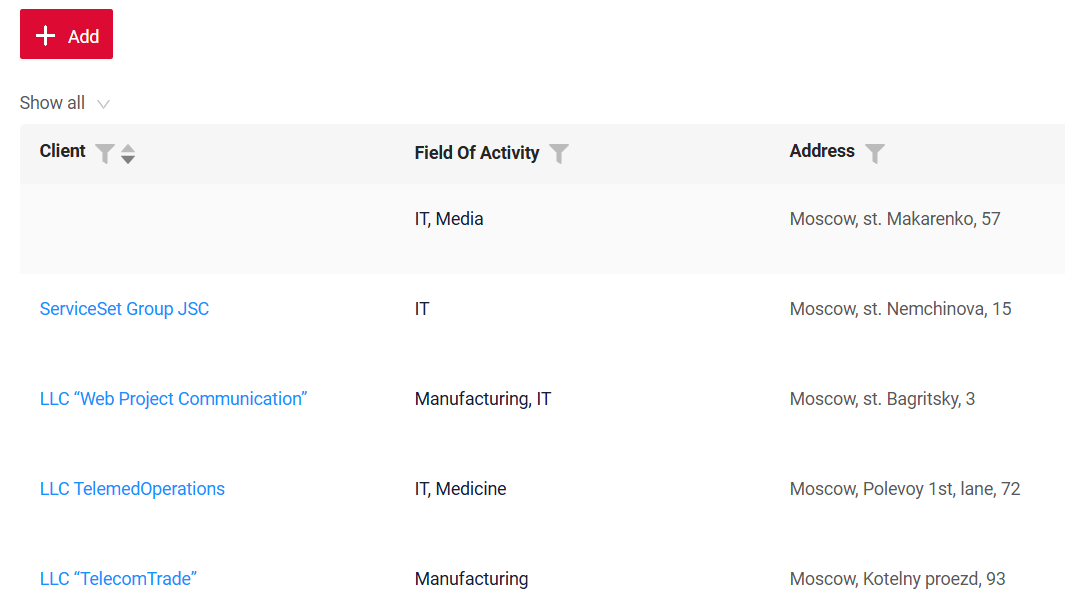 Add
Show all
Client Field Of Activity Address
IT, Media Moscow, st. Makarenko, 57
ServiceSet Group JSC IT Moscow, st. Nemchinova, 15
LLC “Web Project Communication” Manufacturing, IT Moscow, st. Bagritsky, 3
LLC TelemedOperations IT, Medicine Moscow, Polevoy 1st, lane, 72
LLC “TelecomTrade” Manufacturing Moscow, Kotelny proezd, 93